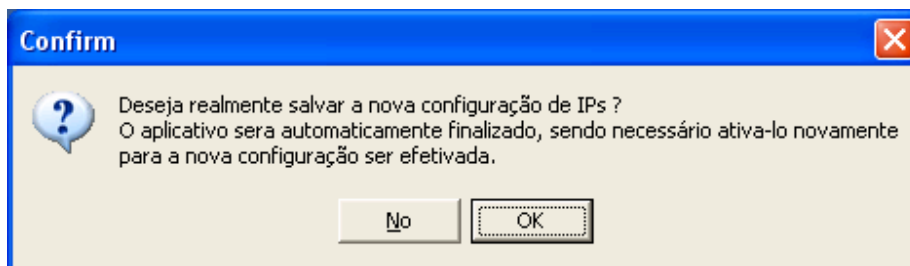 Confirm
Deseja realmente salvar a nova configuração de IPs ?
O aplicativo sera automaticamente finalizado, sendo necessário ativa-lo novamente
para a nova configuração ser efetivada.
No OK